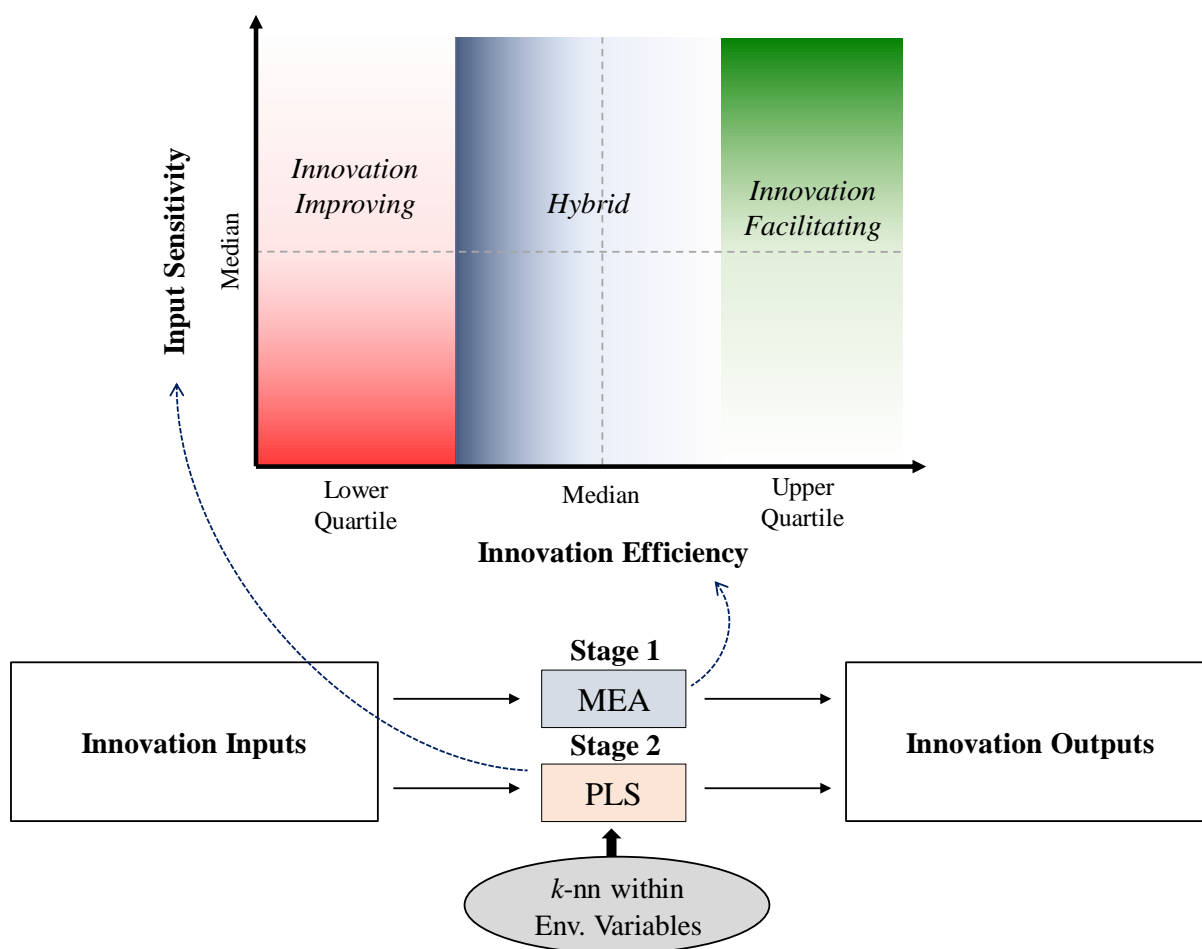 Input Sensitivity
Median
Innovation
Improving
Hybrid
Innovation
Facilitating
Lower
Quartile
Median
Upper
Quartile
Innovation Efficiency
Stage 1
MEA
Innovation Inputs
Stage 2
PLS
Innovation Outputs
k-nn within
Env. Variables